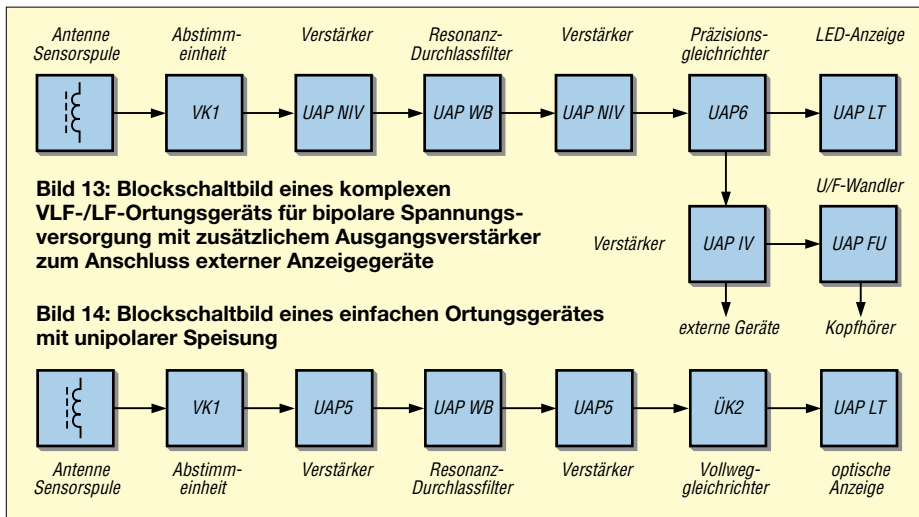 Antenne Sensorspule
Abstimm-einheit
Verstärker
Resonanz-Durchlassfilter
Verstärker
Präzisions-gleichrichter
LED-Anzeige
VK1
UAP NIV
UAP WB
UAP NIV
UAP6
UAP LT
Bild 13: Blockschaltbild eines komplexen
VLF-/LF-Ortungsgeräts für bipolare Spannungs-
versorgung mit zusätzlichem Ausgangsverstärker
zum Anschluss externer Anzeigegeräte
U/F-Wandler
Verstärker
UAP IV
UAP FU
externe Geräte
Kopfhörer
Bild 14: Blockschaltbild eines einfachen Ortungsgerätes
mit unipolarer Speisung
VK1
UAP5
UAP WB
UAP5
ÜK2
UAP LT
Antenne Sensorspule
Abstimm-einheit
Verstärker
Resonanz-Durchlassfilter
Verstärker
Vollweg-gleichrichter
optische Anzeige